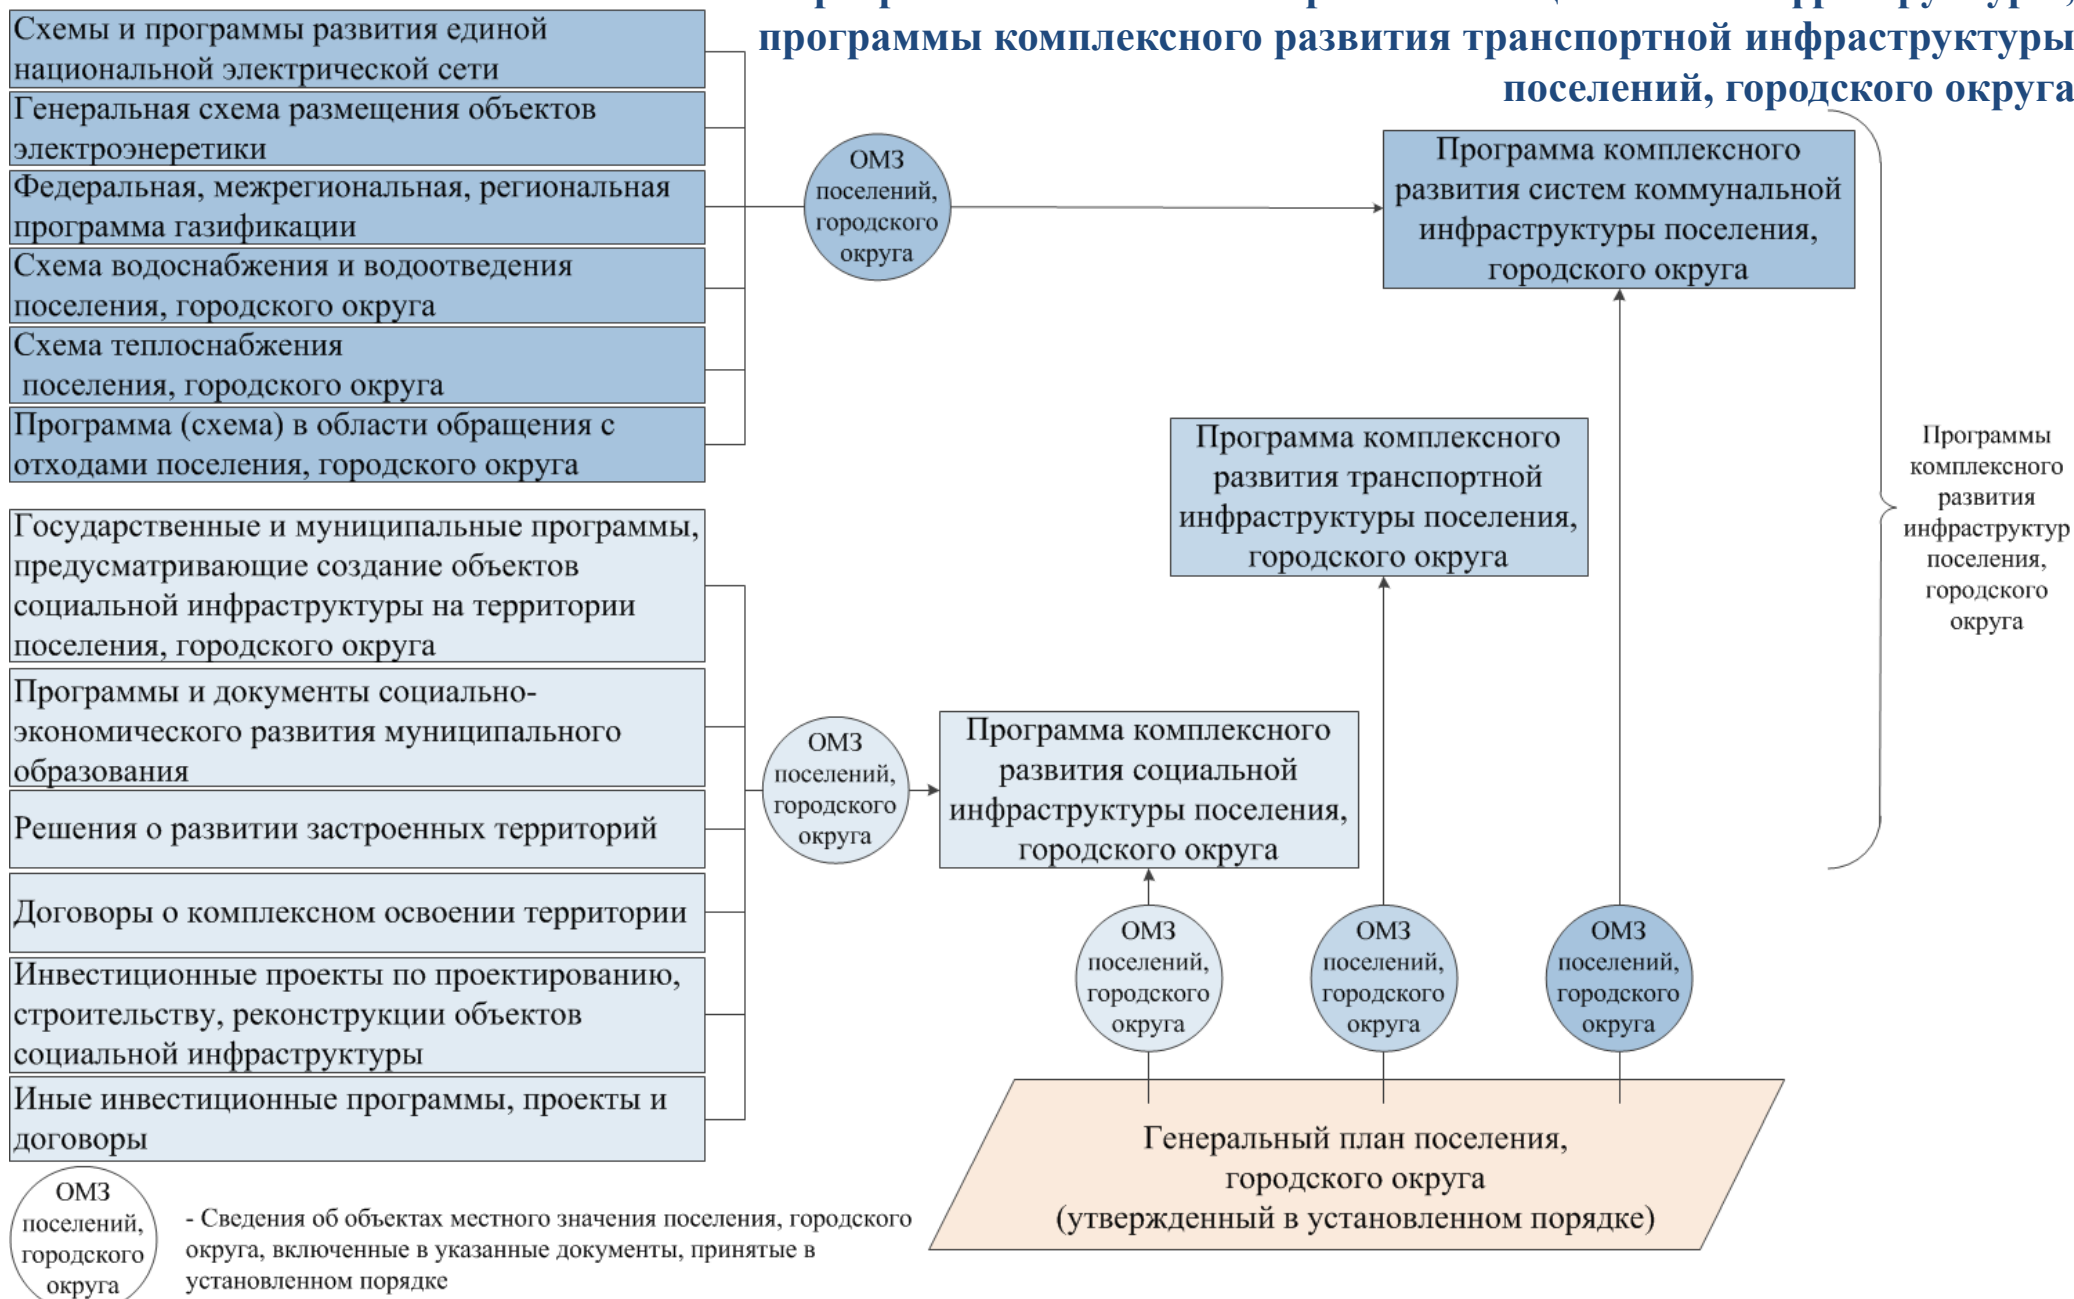 программы комплексного развития транспортной инфраструктуры
поселений, городского округа
Схемы и программы развития единой
национальной электрической сети
Генеральная схема размещения объектов
электроэнеретики
Федеральная, межрегиональная, региональная
программа газификации
Схема водоснабжения и водоотведения
поселения, городского округа
Схема теплоснабжения
поселения, городского округа
Программа (схема) в области обращения с
отходами поселения, городского округа
ОМЗ
поселений,
городского
округа
Программа комплексного
развития систем коммунальной
инфраструктуры поселения,
городского округа
Программа комплексного
развития транспортной
инфраструктуры поселения,
городского округа
Программы
комплексного
развития
инфраструктур
поселения,
городского
округа
Государственные и муниципальные программы,
предусматривающие создание объектов
социальной инфраструктуры на территории
поселения, городского округа
Программы и документы социально-
экономического развития муниципального
образования
Решения о развитии застроенных территорий
Договоры о комплексном освоении территории
Инвестиционные проекты по проектированию,
строительству, реконструкции объектов
социальной инфраструктуры
Иные инвестиционные программы, проекты и
договоры
ОМЗ
поселений,
городского
округа
Программа комплексного
развития социальной
инфраструктуры поселения,
городского округа
ОМЗ
поселений,
городского
округа
ОМЗ
поселений,
городского
округа
ОМЗ
поселений,
городского
округа
Генеральный план поселения,
городского округа
(утвержденный в установленном порядке)
ОМЗ
поселений,
городского
округа
- Сведения об объектах местного значения поселения, городского
округа, включенные в указанные документы, принятые в
установленном порядке